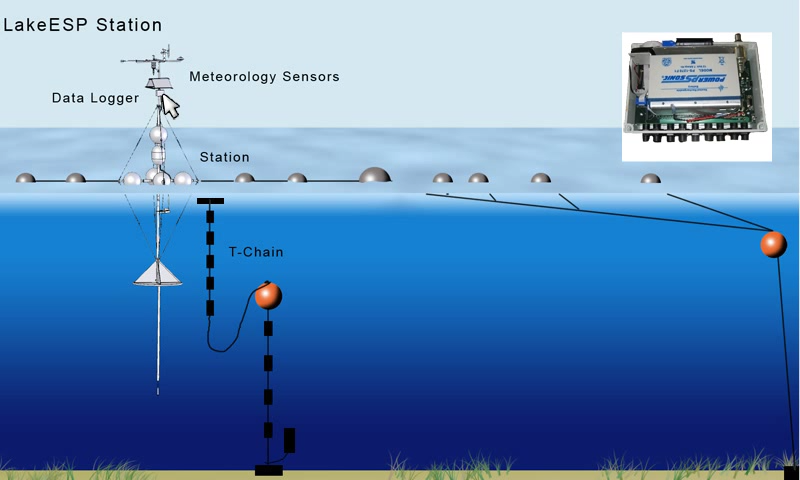 LakeESP Station
Meteorology Sensors
Data Logger
Station
T-Chain
POWERSONIC